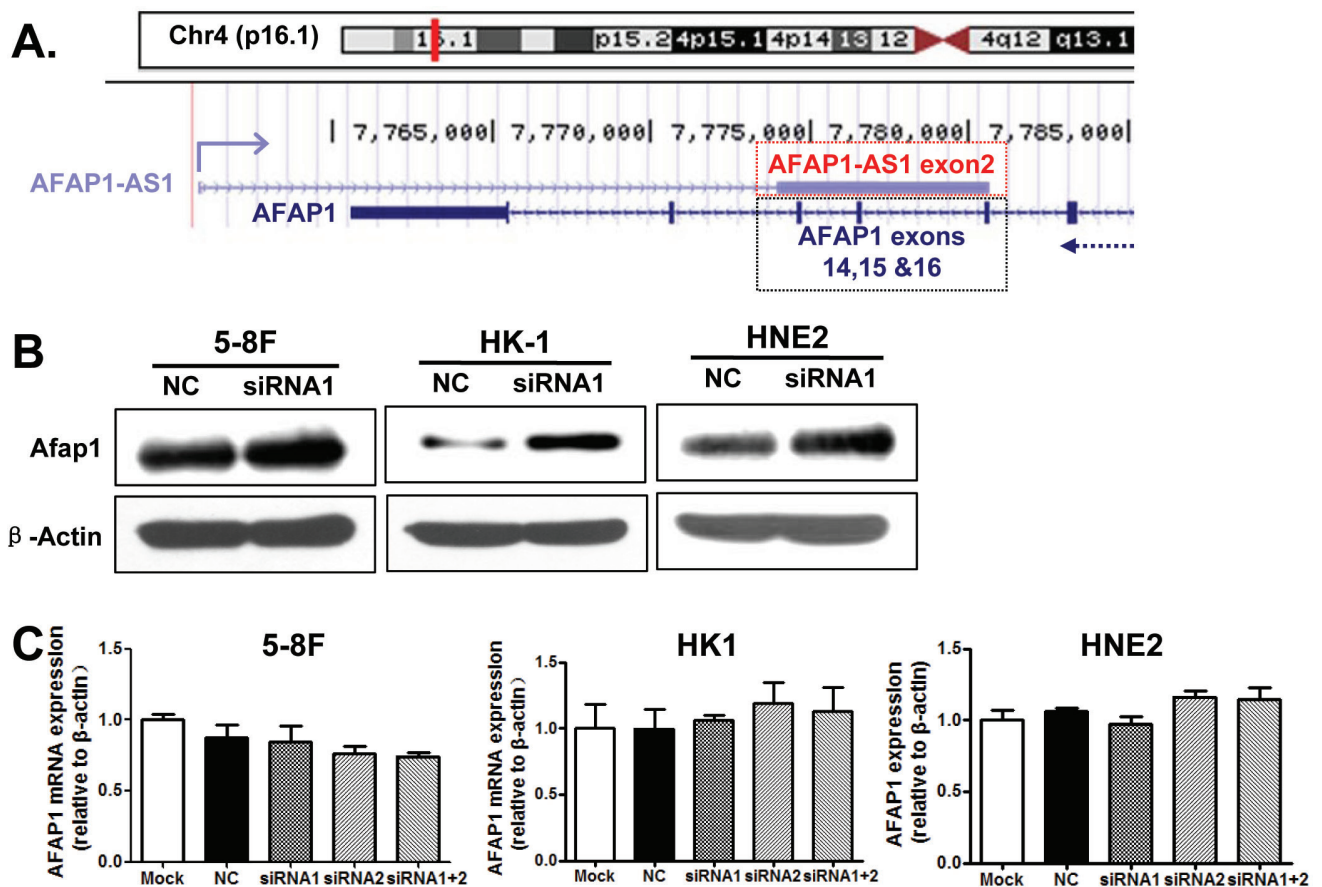 A.
Chr4 (p16.1)
15.1 p15.2 4p15.1 4p14 13 12 4q12 q13.1
| 7,765,000| 7,770,000| 7,775,000| 7,780,000| 7,785,000|
AFAP1-AS1 exon2
AFAP1-AS1
AFAP1
AFAP1 exons
14,15 &16
B
5-8F
HK-1
HNE2
NC siRNA1
NC siRNA1
NC siRNA1
Afap1
β-Actin
C
5-8F
AFAP1 mRNA expression
(relative to β-actin)
1.5
1.0
0.5
0.0
Mock NC siRNA1 siRNA2 siRNA1+2
HK1
AFAP1 mRNA expression
(relative to β-actin)
1.5
1.0
0.5
0.0
Mock NC siRNA1 siRNA2 siRNA1+2
HNE2
AFAP1 expression
(relative to β-actin)
1.5
1.0
0.5
0.0
Mock NC siRNA1 siRNA2 siRNA1+2